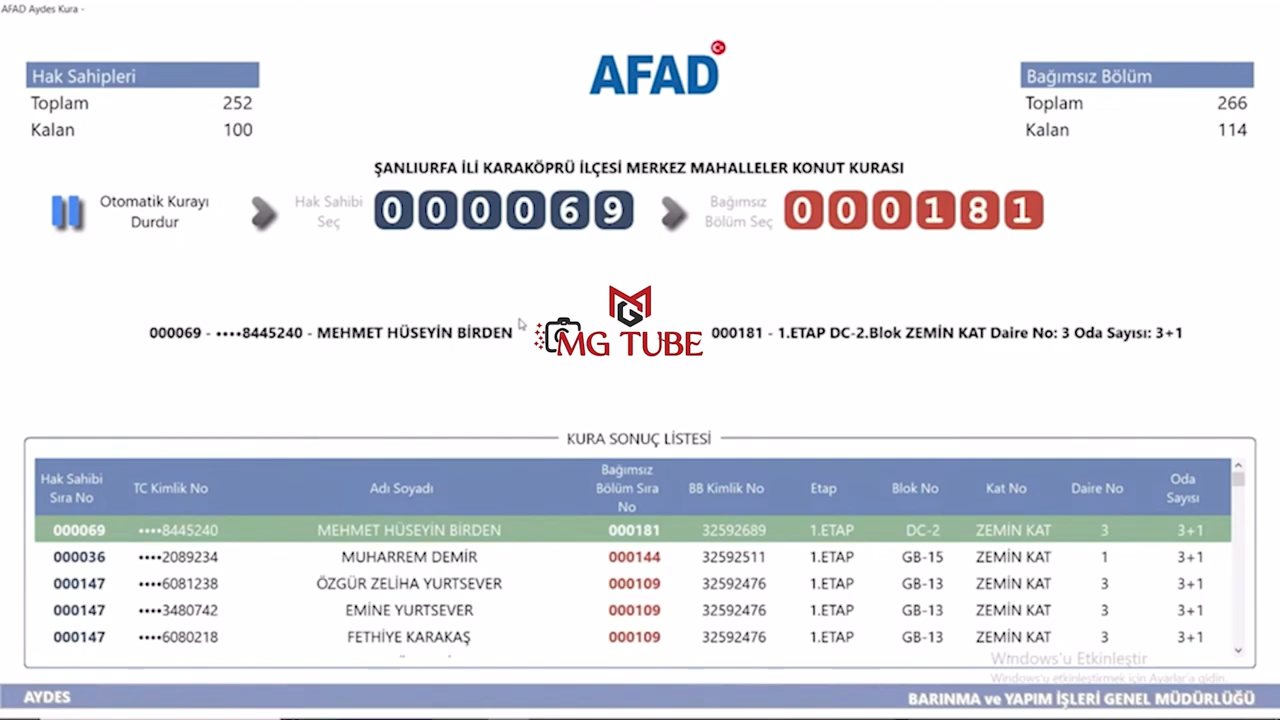 AFAD Aydes Kura -
AFAD
Hak Sahipleri
Toplam 252
Kalan 100
Bağımsız Bölüm
Toplam 266
Kalan 114
ŞANLIURFA İLİ KARAKÖPRÜ İLÇESİ MERKEZ MAHALLELER KONUT KURASI
Otomatik Kurayı
Durdur
Hak Sahibi
Seç
000069
Bağımsız
Bölüm Seç
000181
000069 - ••••8445240 - MEHMET HÜSEYİN BİRDEN
MG TUBE
000181 - 1.ETAP DC-2.Blok ZEMİN KAT Daire No: 3 Oda Sayısı: 3+1
KURA SONUÇ LİSTESİ
Hak Sahibi Sıra No TC Kimlik No Adı Soyadı Bağımsız Bölüm Sıra No BB Kimlik No Etap Blok No Kat No Daire No Oda Sayısı
000069 ••••8445240 MEHMET HÜSEYİN BİRDEN 000181 32592689 1.ETAP DC-2 ZEMİN KAT 3 3+1
000036 ••••2089234 MUHARREM DEMİR 000144 32592511 1.ETAP GB-15 ZEMİN KAT 1 3+1
000147 ••••6081238 ÖZGÜR ZELİHA YURTSEVER 000109 32592476 1.ETAP GB-13 ZEMİN KAT 3 3+1
000147 ••••3480742 EMİNE YURTSEVER 000109 32592476 1.ETAP GB-13 ZEMİN KAT 3 3+1
000147 ••••6080218 FETHİYE KARAKAŞ 000109 32592476 1.ETAP GB-13 ZEMİN KAT 3 3+1
Windows'u Etkinleştir
Windows'u etkinleştirmek için Ayarlar'a gidin.
AYDES
BARINMA ve YAPIM İŞLERİ GENEL MÜDÜRLÜĞÜ